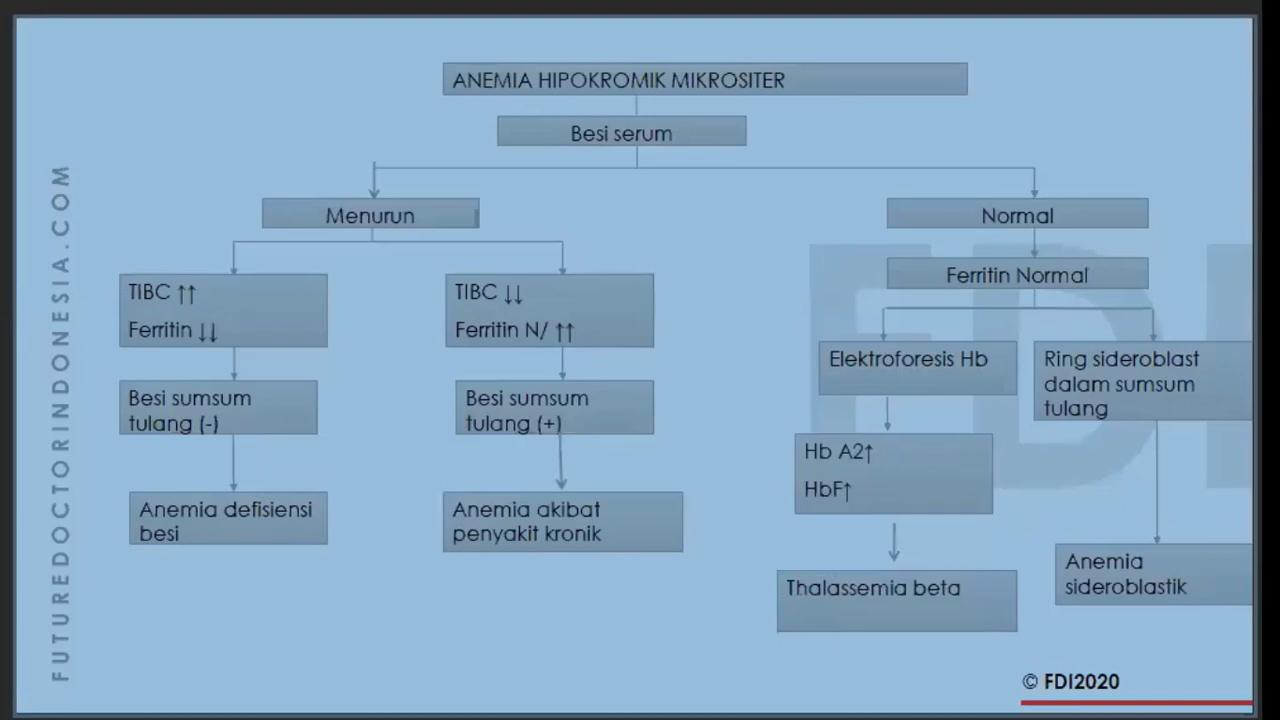 ANEMIA HIPOKROMIK MIKROSITER
Besi serum
Menurun
Normal
Ferritin Normal
TIBC ↑↑
Ferritin ↓↓
TIBC ↓↓
Ferritin N/ ↑↑
Elektroforesis Hb
Ring sideroblast
dalam sumsum
tulang
Besi sumsum
tulang (-)
Besi sumsum
tulang (+)
Hb A2↑
HbF↑
Anemia defisiensi
besi
Anemia akibat
penyakit kronik
Thalassemia beta
Anemia
sideroblastik
FUTUREDOCTORINDONESIA.COM
FDI
© FDI2020